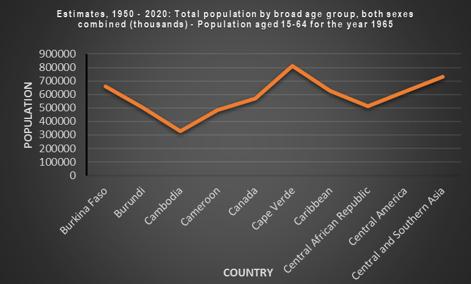 Estimates, 1950 - 2020: Total population by broad age group, both sexes
combined (thousands) - Population aged 15-64 for the year 1965
900000
800000
700000
600000
500000
400000
300000
200000
100000
0
POPULATION
Burkina Faso
Burundi
Cambodia
Cameroon
Canada
Cape Verde
Caribbean
Central African Republic
Central America
Central and Southern Asia
COUNTRY